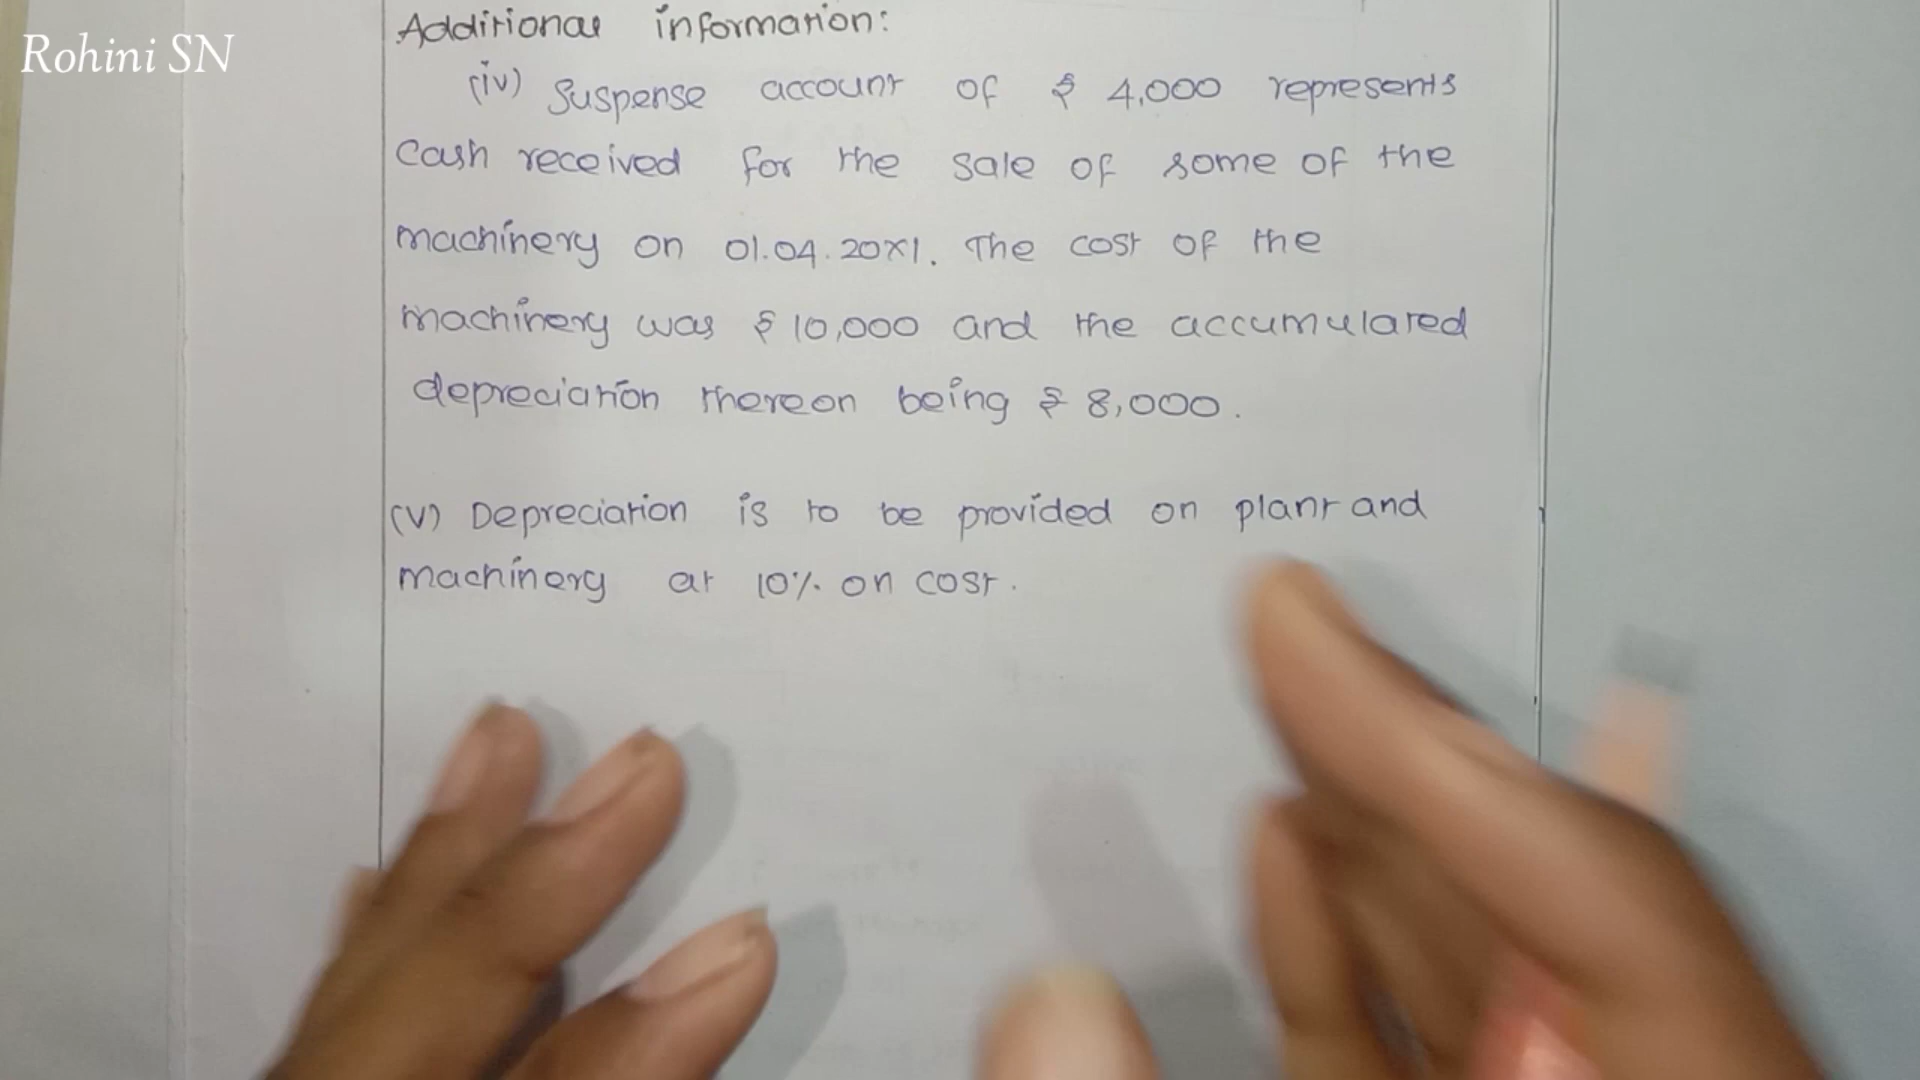 Rohini SN
Additional information:
(iv) Suspense account of ₹ 4,000 represents
cash received for the sale of some of the
machinery on 01.04.20x1. The cost of the
machinery was ₹ 10,000 and the accumulated
depreciation thereon being ₹ 8,000.
(v) Depreciation is to be provided on plant and
machinery at 10% on cost.